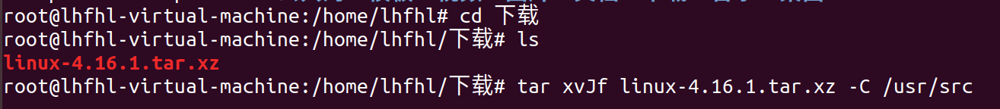 root@lhfhl-virtual-machine:/home/lhfhl# cd 下载
root@lhfhl-virtual-machine:/home/lhfhl/下载# ls
linux-4.16.1.tar.xz
root@lhfhl-virtual-machine:/home/lhfhl/下载# tar xvJf linux-4.16.1.tar.xz -C /usr/src